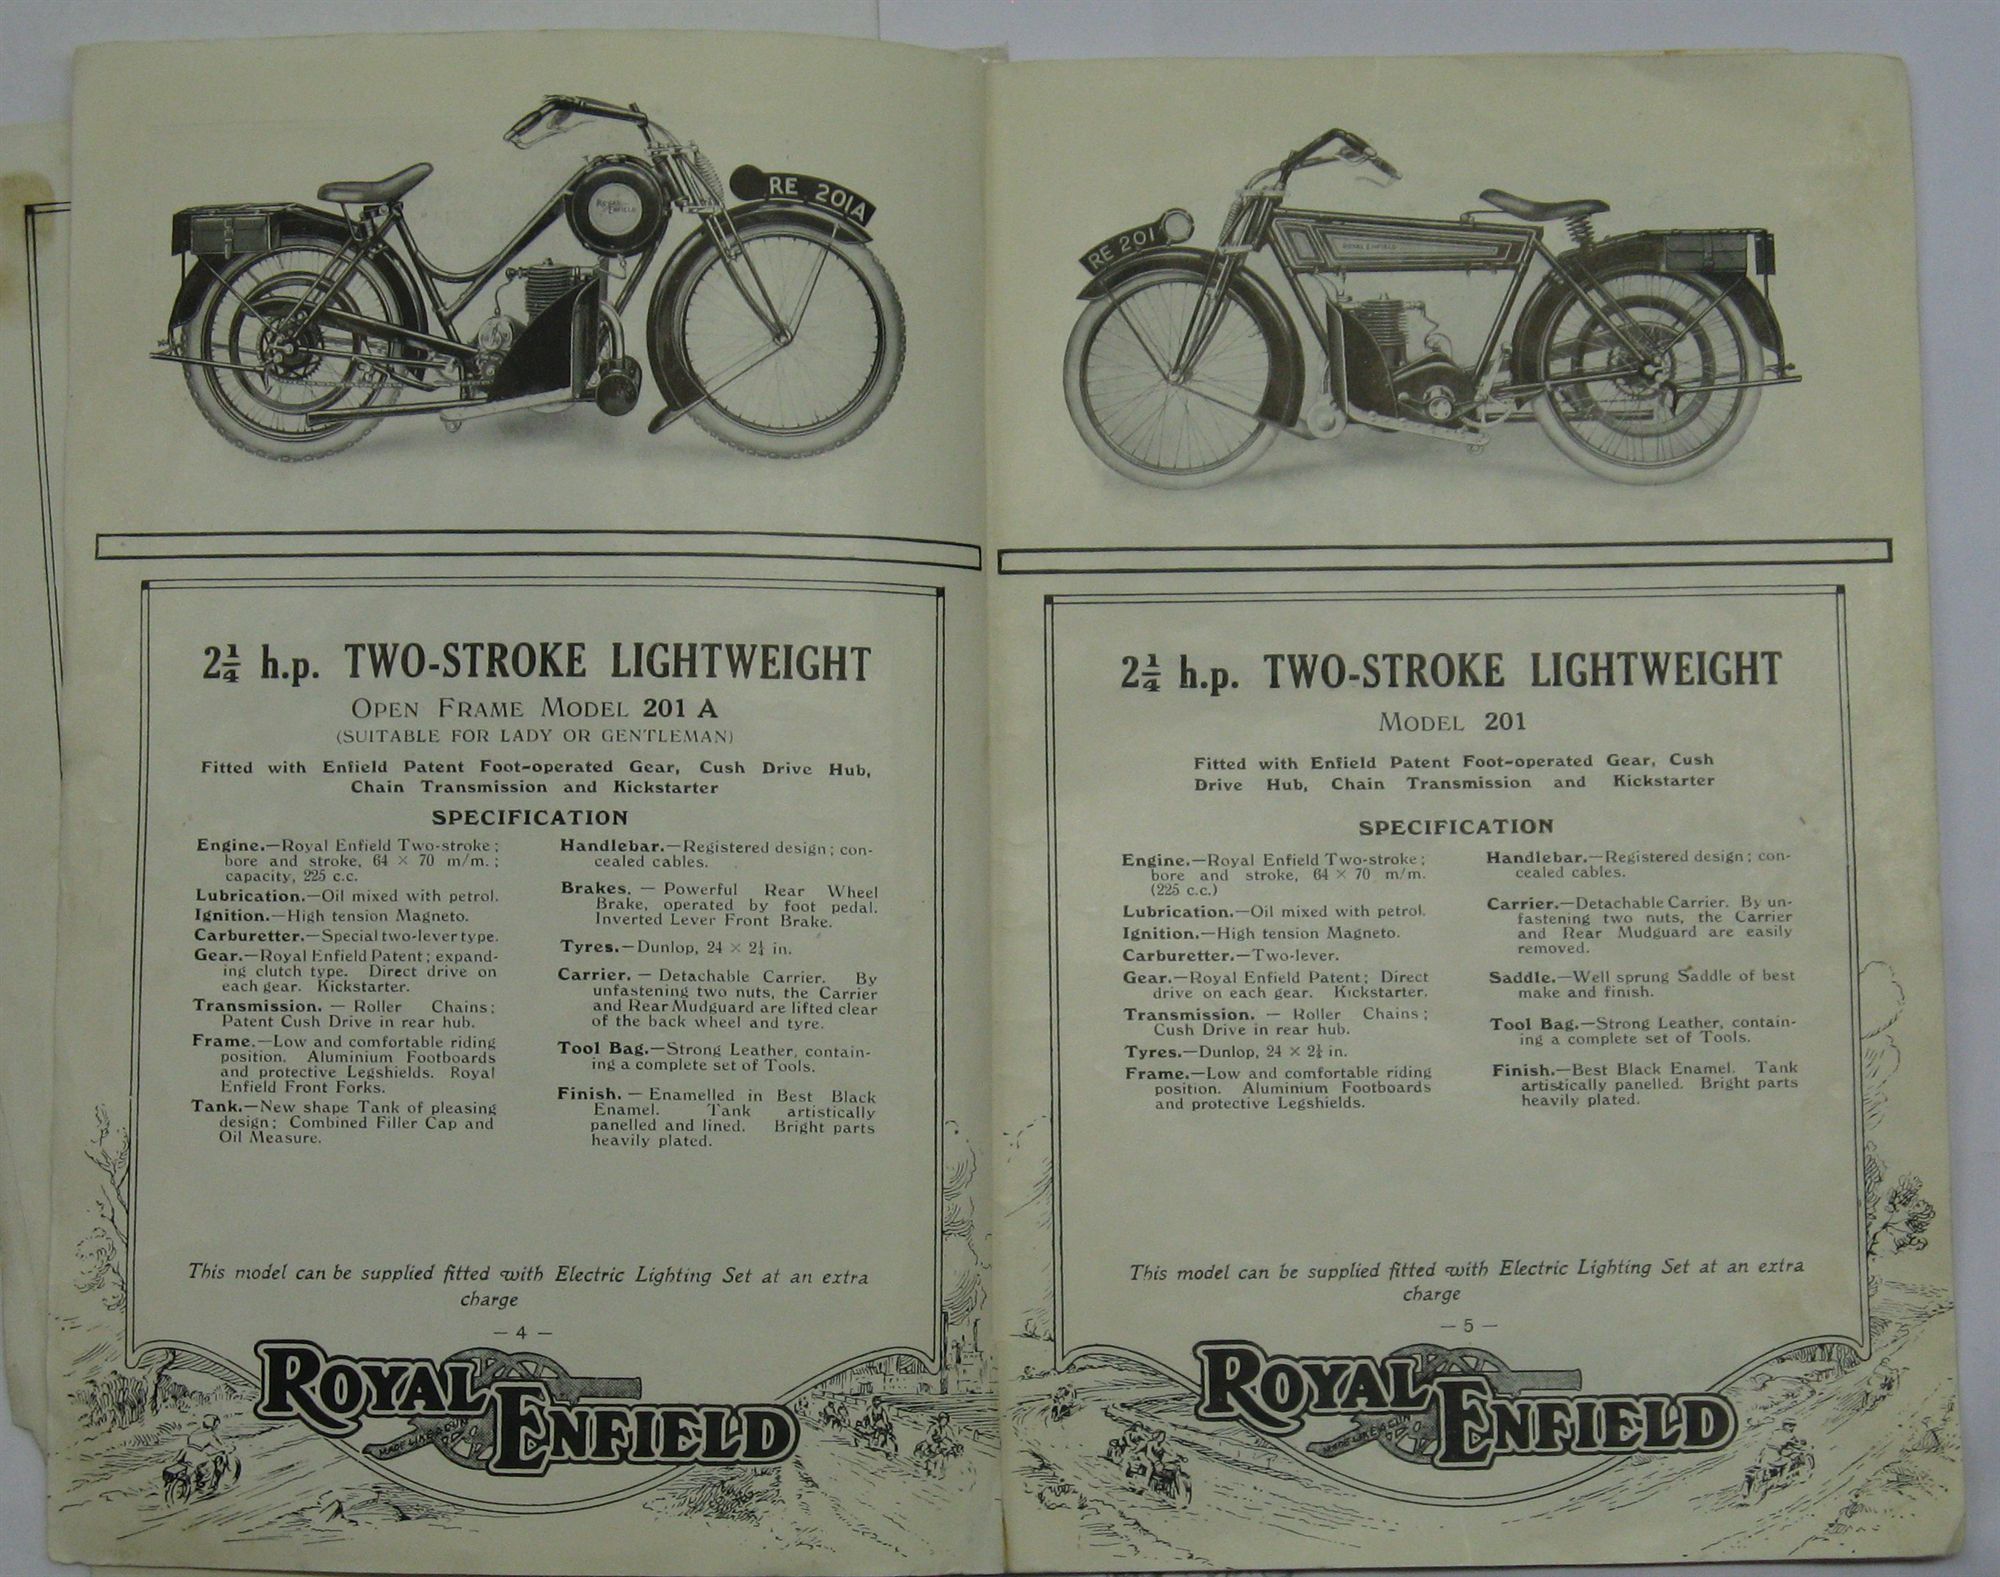 RE 201A
ROYAL ENFIELD
2¼ h.p. TWO-STROKE LIGHTWEIGHT
OPEN FRAME MODEL 201 A
(SUITABLE FOR LADY OR GENTLEMAN)
Fitted with Enfield Patent Foot-operated Gear, Cush Drive Hub,
Chain Transmission and Kickstarter
SPECIFICATION
Engine.—Royal Enfield Two-stroke;
bore and stroke, 64 × 70 m/m.;
capacity, 225 c.c.
Lubrication.—Oil mixed with petrol.
Ignition.—High tension Magneto.
Carburetter.—Special two-lever type.
Gear.—Royal Enfield Patent; expand-
ing clutch type. Direct drive on
each gear. Kickstarter.
Transmission. — Roller Chains;
Patent Cush Drive in rear hub.
Frame.—Low and comfortable riding
position. Aluminium Footboards
and protective Legshields. Royal
Enfield Front Forks.
Tank.—New shape Tank of pleasing
design; Combined Filler Cap and
Oil Measure.
Handlebar.—Registered design; con-
cealed cables.
Brakes. — Powerful Rear Wheel
Brake, operated by foot pedal.
Inverted Lever Front Brake.
Tyres.—Dunlop, 24 × 2¼ in.
Carrier. — Detachable Carrier. By
unfastening two nuts, the Carrier
and Rear Mudguard are lifted clear
of the back wheel and tyre.
Tool Bag.—Strong Leather, contain-
ing a complete set of Tools.
Finish. — Enamelled in Best Black
Enamel. Tank artistically
panelled and lined. Bright parts
heavily plated.
This model can be supplied fitted with Electric Lighting Set at an extra
charge
— 4 —
ROYAL
ENFIELD
MADE LIKE A GUN
RE 201
ROYAL ENFIELD
2¼ h.p. TWO-STROKE LIGHTWEIGHT
MODEL 201
Fitted with Enfield Patent Foot-operated Gear, Cush
Drive Hub, Chain Transmission and Kickstarter
SPECIFICATION
Engine.—Royal Enfield Two-stroke;
bore and stroke, 64 × 70 m/m.
(225 c.c.)
Lubrication.—Oil mixed with petrol.
Ignition.—High tension Magneto.
Carburetter.—Two-lever.
Gear.—Royal Enfield Patent; Direct
drive on each gear. Kickstarter.
Transmission. — Roller Chains;
Cush Drive in rear hub.
Tyres.—Dunlop, 24 × 2¼ in.
Frame.—Low and comfortable riding
position. Aluminium Footboards
and protective Legshields.
Handlebar.—Registered design; con-
cealed cables.
Carrier.—Detachable Carrier. By un-
fastening two nuts, the Carrier
and Rear Mudguard are easily
removed.
Saddle.—Well sprung Saddle of best
make and finish.
Tool Bag.—Strong Leather, contain-
ing a complete set of Tools.
Finish.—Best Black Enamel. Tank
artistically panelled. Bright parts
heavily plated.
This model can be supplied fitted with Electric Lighting Set at an extra
charge
— 5 —
ROYAL
ENFIELD
MADE LIKE A GUN